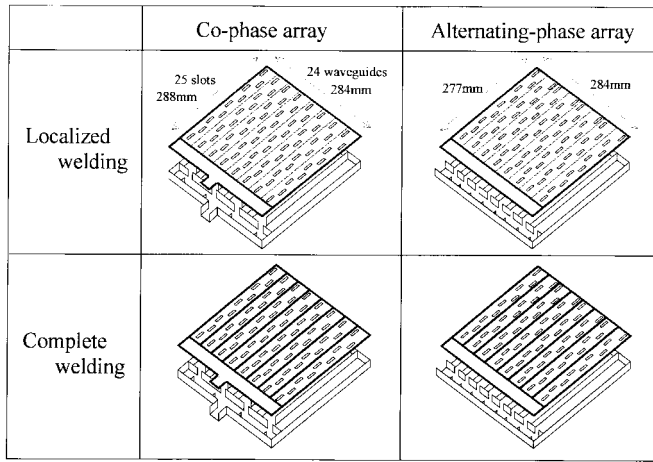 Co-phase array
Alternating-phase array
25 slots
288mm
24 waveguides
284mm
277mm
284mm
Localized
welding
Complete
welding